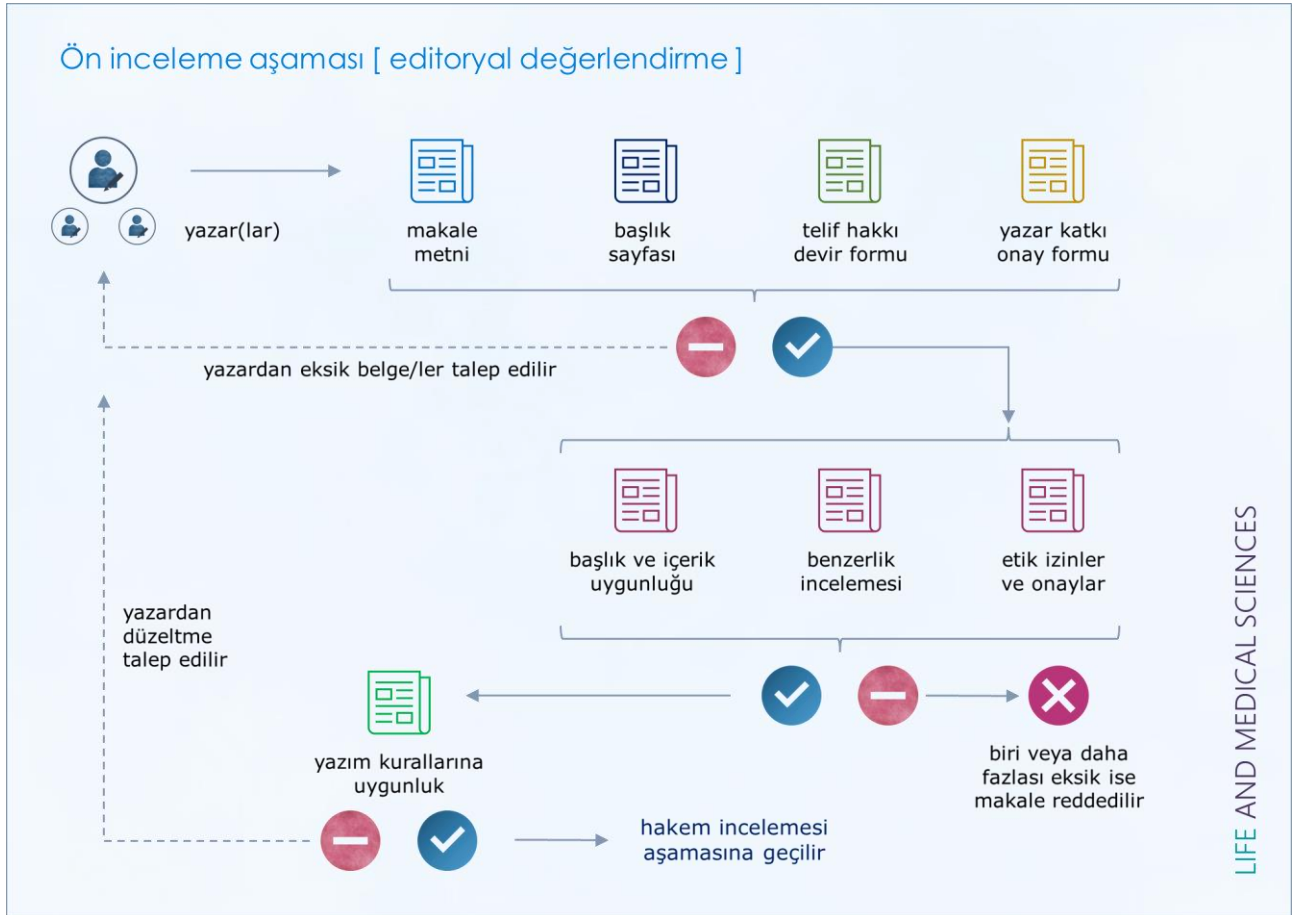 Ön inceleme aşaması [ editoryal değerlendirme ]
yazar(lar)
makale
metni
başlık
sayfası
telif hakkı
devir formu
yazar katkı
onay formu
yazardan eksik belge/ler talep edilir
başlık ve içerik
uygunluğu
benzerlik
incelemesi
etik izinler
ve onaylar
yazardan
düzeltme
talep edilir
yazım kurallarına
uygunluk
biri veya daha
fazlası eksik ise
makale reddedilir
hakem incelemesi
aşamasına geçilir
LIFE AND MEDICAL SCIENCES